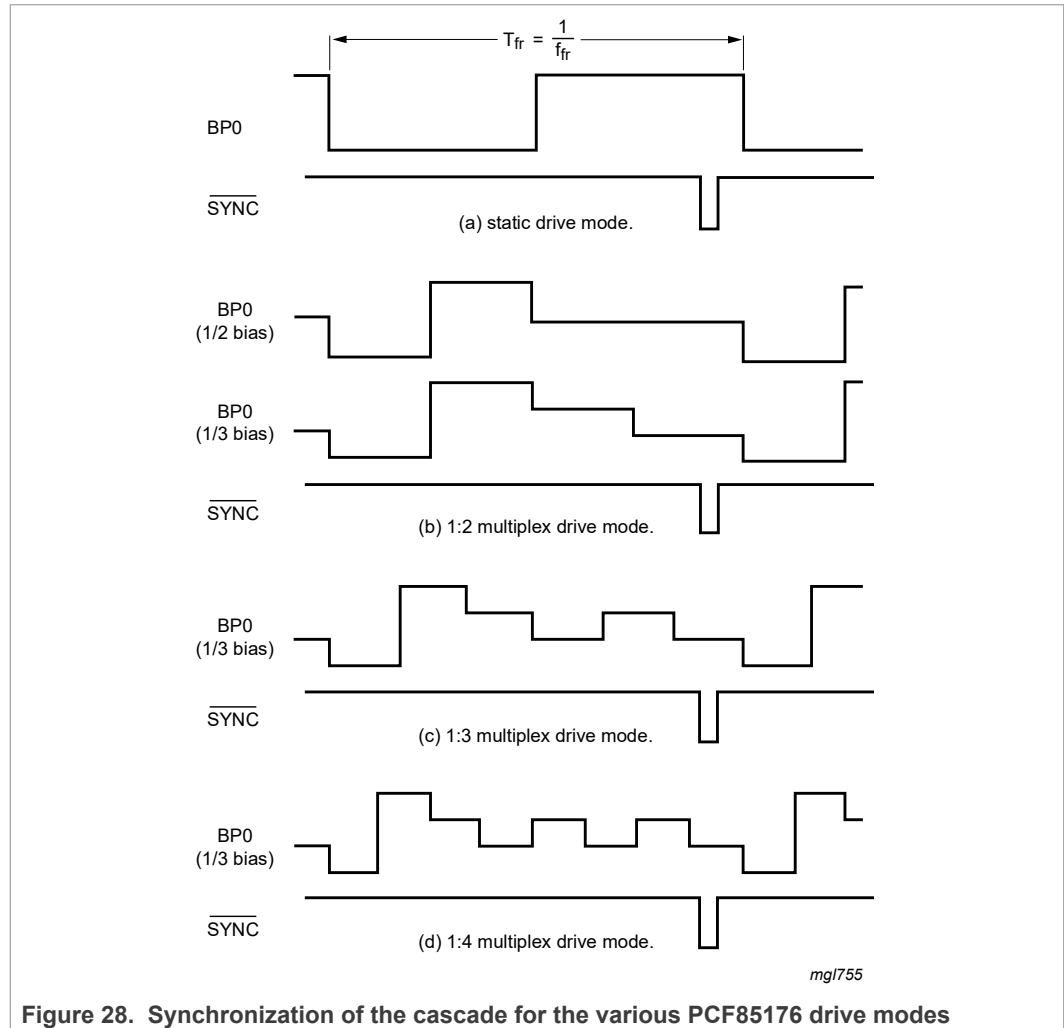 Tfr = 1/ffr
BP0
SYNC
(a) static drive mode.
BP0
(1/2 bias)
BP0
(1/3 bias)
SYNC
(b) 1:2 multiplex drive mode.
BP0
(1/3 bias)
SYNC
(c) 1:3 multiplex drive mode.
BP0
(1/3 bias)
SYNC
(d) 1:4 multiplex drive mode.
mgl755
Figure 28. Synchronization of the cascade for the various PCF85176 drive modes